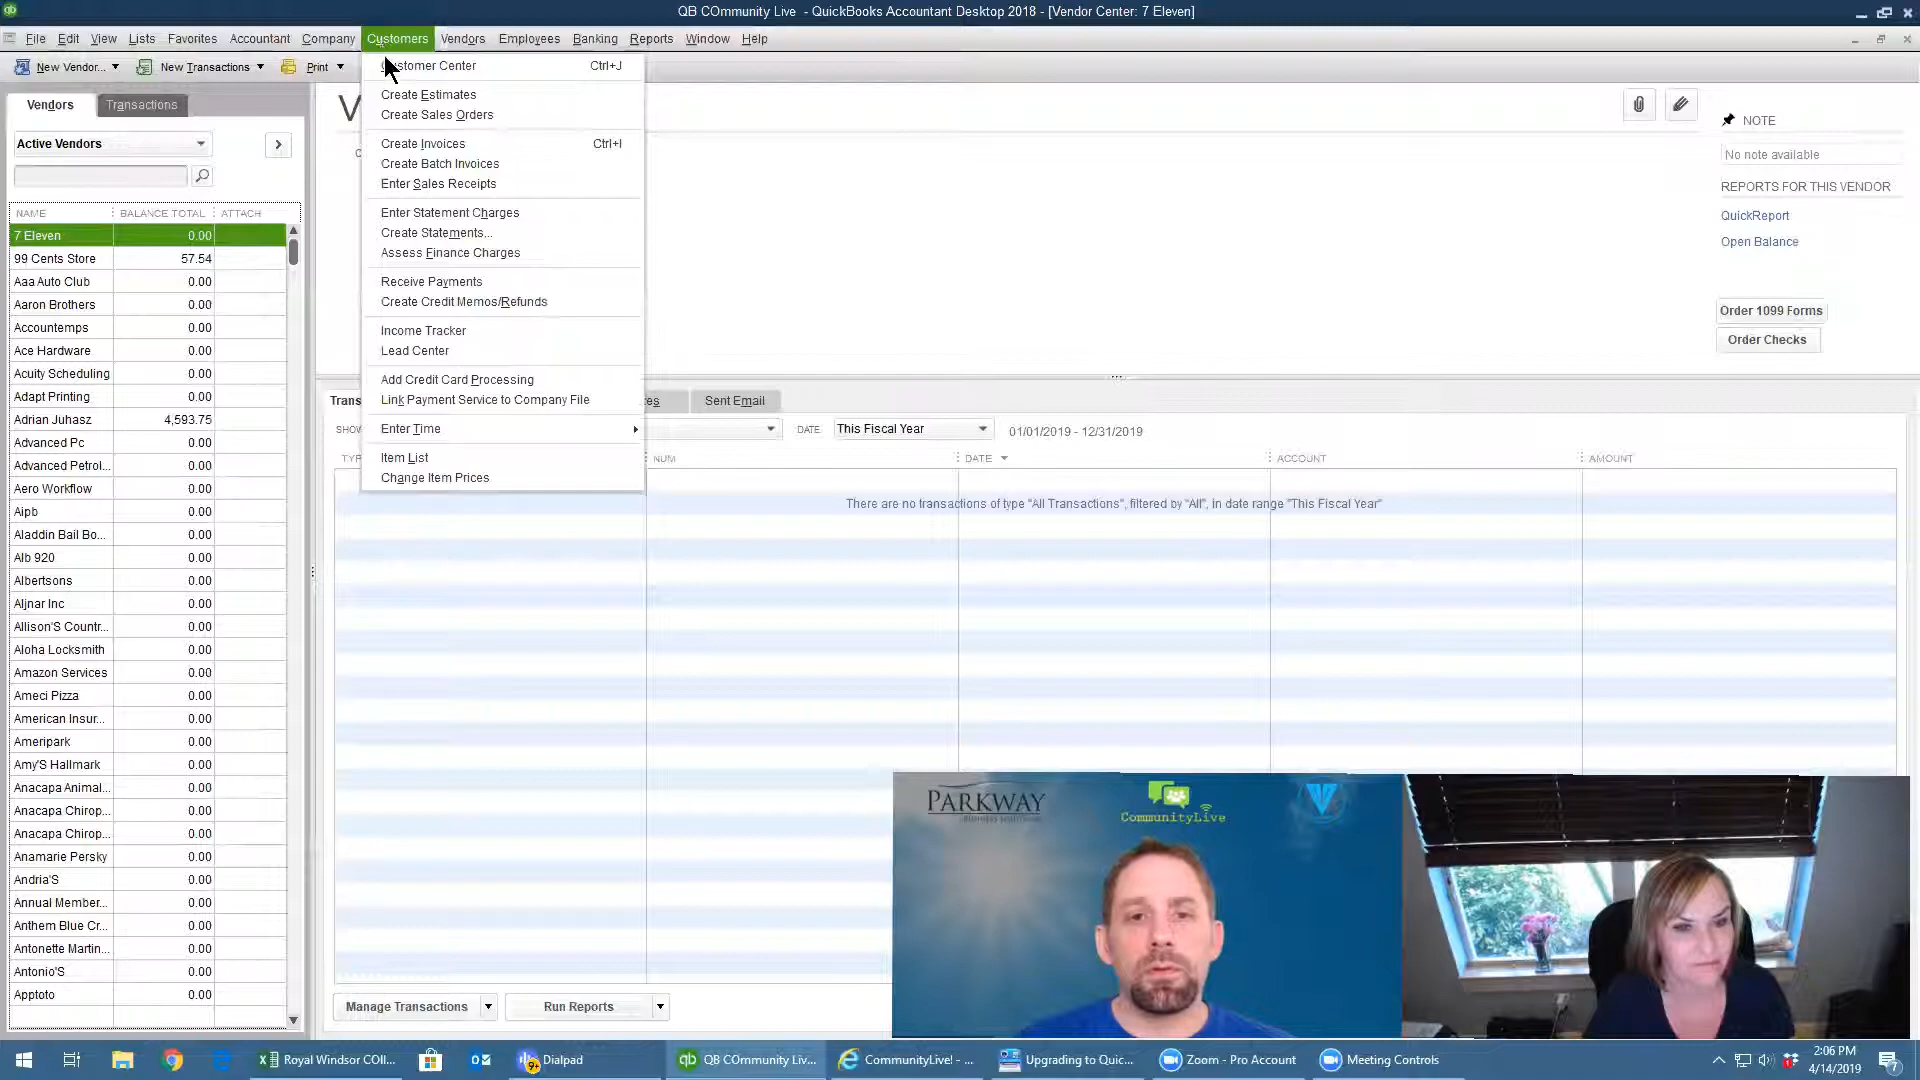 QB COmmunity Live - QuickBooks Accountant Desktop 2018 - [Vendor Center: 7 Eleven]
File Edit View Lists Favorites Accountant Company Customers Vendors Employees Banking Reports Window Help
New Vendor... New Transactions Print
Customer Center Ctrl+J
Create Estimates
Create Sales Orders
Create Invoices Ctrl+I
Create Batch Invoices
Enter Sales Receipts
Enter Statement Charges
Create Statements...
Assess Finance Charges
Receive Payments
Create Credit Memos/Refunds
Income Tracker
Lead Center
Add Credit Card Processing
Link Payment Service to Company File
Enter Time
Item List
Change Item Prices
Vendors Transactions
Active Vendors
NAME BALANCE TOTAL ATTACH
7 Eleven 0.00
99 Cents Store 57.54
Aaa Auto Club 0.00
Aaron Brothers 0.00
Accountemps 0.00
Ace Hardware 0.00
Acuity Scheduling 0.00
Adapt Printing 0.00
Adrian Juhasz 4,593.75
Advanced Pc 0.00
Advanced Petrol... 0.00
Aero Workflow 0.00
Aipb 0.00
Aladdin Bail Bo... 0.00
Alb 920 0.00
Albertsons 0.00
Aljnar Inc 0.00
Allison'S Countr... 0.00
Aloha Locksmith 0.00
Amazon Services 0.00
Ameci Pizza 0.00
American Insur... 0.00
Ameripark 0.00
Amy'S Hallmark 0.00
Anacapa Animal... 0.00
Anacapa Chirop... 0.00
Anacapa Chirop... 0.00
Anamarie Persky 0.00
Andria'S 0.00
Annual Member... 0.00
Anthem Blue Cr... 0.00
Antonette Martin... 0.00
Antonio'S 0.00
Apptoto 0.00
V
NOTE
No note available
REPORTS FOR THIS VENDOR
QuickReport
Open Balance
Order 1099 Forms
Order Checks
Trans es Sent Email
SHOW DATE This Fiscal Year 01/01/2019 - 12/31/2019
TYP NUM DATE ACCOUNT AMOUNT
There are no transactions of type "All Transactions", filtered by "All", in date range "This Fiscal Year"
PARKWAY
CommunityLive
Manage Transactions Run Reports
Royal Windsor COll... 9+ Dialpad QB COmmunity Liv... CommunityLive! - ... Upgrading to Quic... Zoom - Pro Account Meeting Controls
2:06 PM
4/14/2019
7